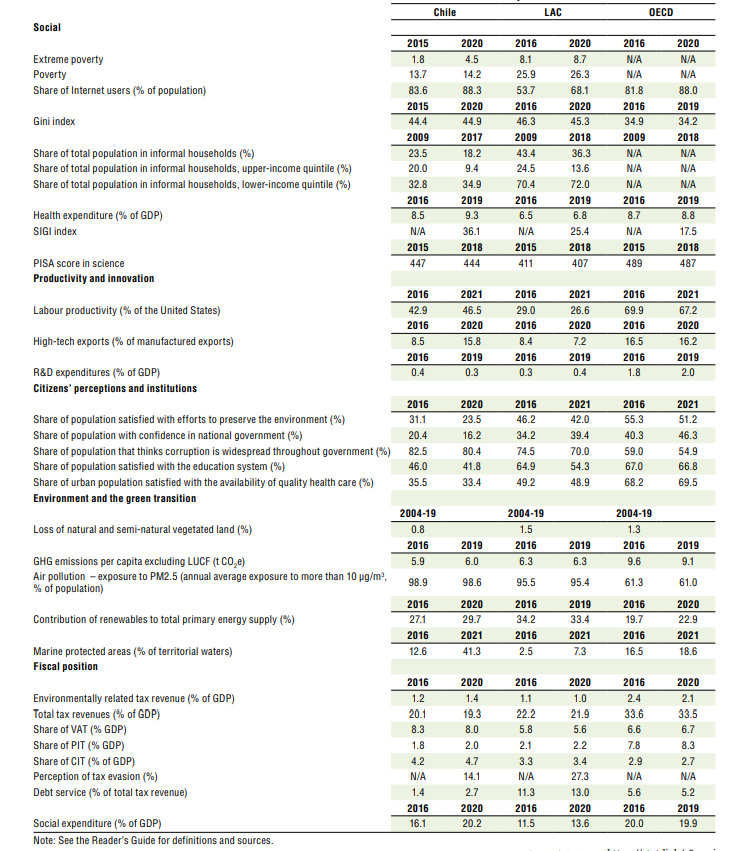 Chile LAC OECD
Social
2015 2020 2016 2020 2016 2020
Extreme poverty 1.8 4.5 8.1 8.7 N/A N/A
Poverty 13.7 14.2 25.9 26.3 N/A N/A
Share of Internet users (% of population) 83.6 88.3 53.7 68.1 81.8 88.0
2015 2020 2016 2020 2016 2019
Gini index 44.4 44.9 46.3 45.3 34.9 34.2
2009 2017 2009 2018 2009 2018
Share of total population in informal households (%) 23.5 18.2 43.4 36.3 N/A N/A
Share of total population in informal households, upper-income quintile (%) 20.0 9.4 24.5 13.6 N/A N/A
Share of total population in informal households, lower-income quintile (%) 32.8 34.9 70.4 72.0 N/A N/A
2016 2019 2016 2019 2016 2019
Health expenditure (% of GDP) 8.5 9.3 6.5 6.8 8.7 8.8
SIGI index N/A 36.1 N/A 25.4 N/A 17.5
2015 2018 2015 2018 2015 2018
PISA score in science 447 444 411 407 489 487
Productivity and innovation
2016 2021 2016 2021 2016 2021
Labour productivity (% of the United States) 42.9 46.5 29.0 26.6 69.9 67.2
2016 2020 2016 2020 2016 2020
High-tech exports (% of manufactured exports) 8.5 15.8 8.4 7.2 16.5 16.2
2016 2019 2016 2019 2016 2019
R&D expenditures (% of GDP) 0.4 0.3 0.3 0.4 1.8 2.0
Citizens' perceptions and institutions
2016 2020 2016 2021 2016 2021
Share of population satisfied with efforts to preserve the environment (%) 31.1 23.5 46.2 42.0 55.3 51.2
Share of population with confidence in national government (%) 20.4 16.2 34.2 39.4 40.3 46.3
Share of population that thinks corruption is widespread throughout government (%) 82.5 80.4 74.5 70.0 59.0 54.9
Share of population satisfied with the education system (%) 46.0 41.8 64.9 54.3 67.0 66.8
Share of urban population satisfied with the availability of quality health care (%) 35.5 33.4 49.2 48.9 68.2 69.5
Environment and the green transition
2004-19 2004-19 2004-19
Loss of natural and semi-natural vegetated land (%) 0.8 1.5 1.3
2016 2019 2016 2019 2016 2019
GHG emissions per capita excluding LUCF (t CO₂e) 5.9 6.0 6.3 6.3 9.6 9.1
Air pollution – exposure to PM2.5 (annual average exposure to more than 10 µg/m³,
% of population) 98.9 98.6 95.5 95.4 61.3 61.0
2016 2020 2016 2019 2016 2020
Contribution of renewables to total primary energy supply (%) 27.1 29.7 34.2 33.4 19.7 22.9
2016 2021 2016 2021 2016 2021
Marine protected areas (% of territorial waters) 12.6 41.3 2.5 7.3 16.5 18.6
Fiscal position
2016 2020 2016 2020 2016 2020
Environmentally related tax revenue (% of GDP) 1.2 1.4 1.1 1.0 2.4 2.1
Total tax revenues (% of GDP) 20.1 19.3 22.2 21.9 33.6 33.5
Share of VAT (% GDP) 8.3 8.0 5.8 5.6 6.6 6.7
Share of PIT (% GDP) 1.8 2.0 2.1 2.2 7.8 8.3
Share of CIT (% of GDP) 4.2 4.7 3.3 3.4 2.9 2.7
Perception of tax evasion (%) N/A 14.1 N/A 27.3 N/A N/A
Debt service (% of total tax revenue) 1.4 2.7 11.3 13.0 5.6 5.2
2016 2020 2016 2020 2016 2019
Social expenditure (% of GDP) 16.1 20.2 11.5 13.6 20.0 19.9
Note: See the Reader's Guide for definitions and sources.